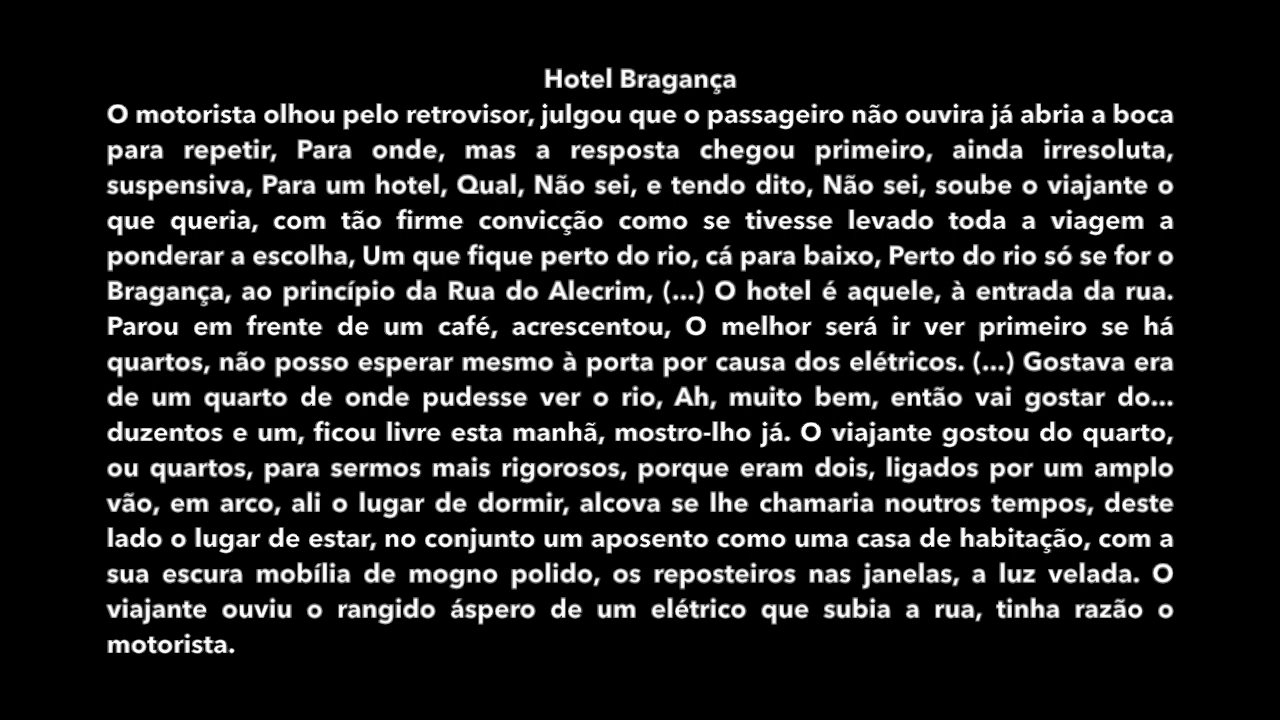 Hotel Bragança
O motorista olhou pelo retrovisor, julgou que o passageiro não ouvira já abria a boca
para repetir, Para onde, mas a resposta chegou primeiro, ainda irresoluta,
suspensiva, Para um hotel, Qual, Não sei, e tendo dito, Não sei, soube o viajante o
que queria, com tão firme convicção como se tivesse levado toda a viagem a
ponderar a escolha, Um que fique perto do rio, cá para baixo, Perto do rio só se for o
Bragança, ao princípio da Rua do Alecrim, (...) O hotel é aquele, à entrada da rua.
Parou em frente de um café, acrescentou, O melhor será ir ver primeiro se há
quartos, não posso esperar mesmo à porta por causa dos elétricos. (...) Gostava era
de um quarto de onde pudesse ver o rio, Ah, muito bem, então vai gostar do...
duzentos e um, ficou livre esta manhã, mostro-lho já. O viajante gostou do quarto,
ou quartos, para sermos mais rigorosos, porque eram dois, ligados por um amplo
vão, em arco, ali o lugar de dormir, alcova se lhe chamaria noutros tempos, deste
lado o lugar de estar, no conjunto um aposento como uma casa de habitação, com a
sua escura mobília de mogno polido, os reposteiros nas janelas, a luz velada. O
viajante ouviu o rangido áspero de um elétrico que subia a rua, tinha razão o
motorista.